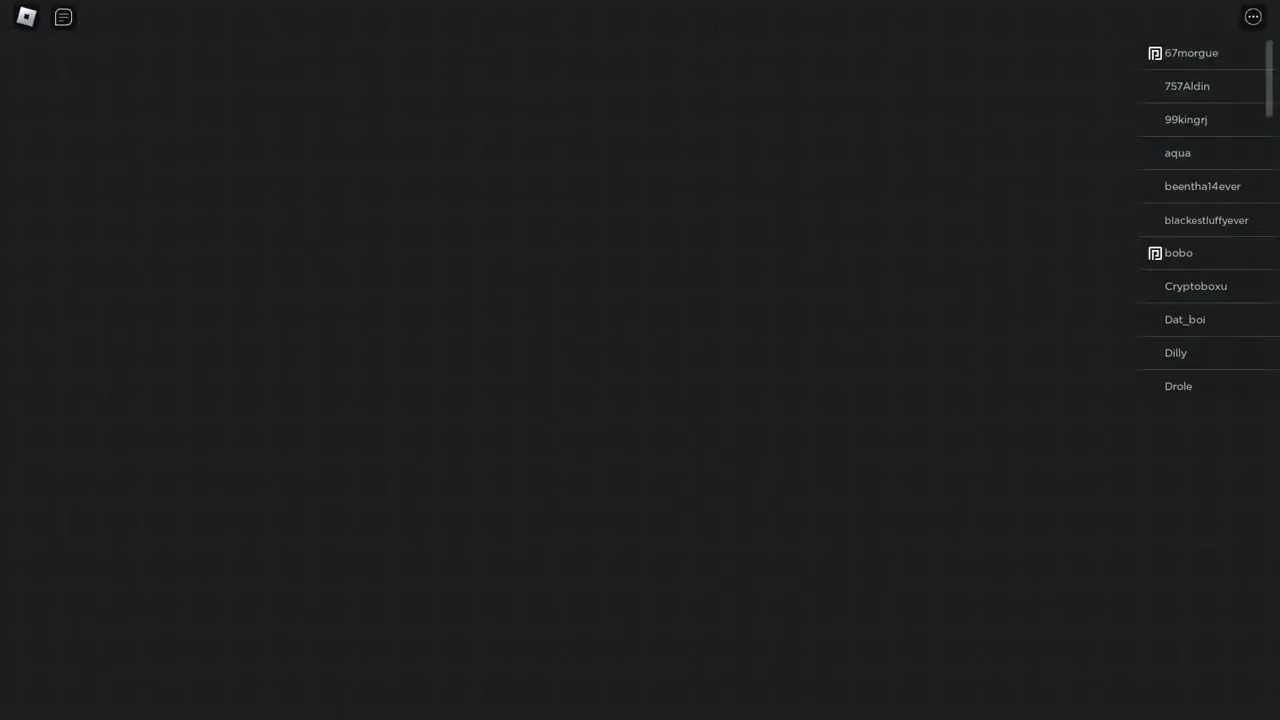 67morgue
757Aldin
99kingrj
aqua
beentha14ever
blackestluffyever
bobo
Cryptoboxu
Dat_boi
Dilly
Drole